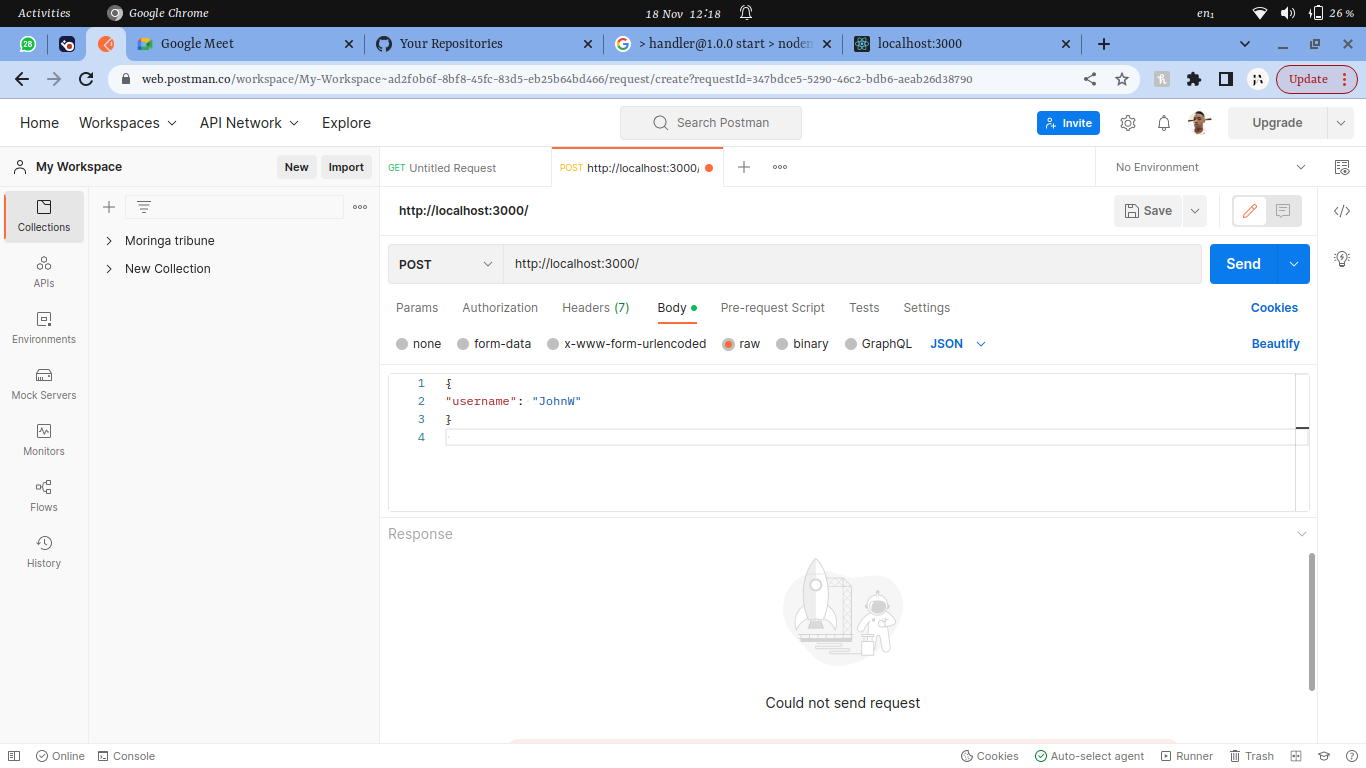 Activities Google Chrome 18 Nov 12:18 en1 26 %
28 Google Meet Your Repositories > handler@1.0.0 start > noden localhost:3000
web.postman.co/workspace/My-Workspace~ad2f0b6f-8bf8-45fc-83d5-eb25b64bd466/request/create?requestId=347bdce5-5290-46c2-bdb6-aeab26d38790 Update
Home Workspaces API Network Explore Search Postman Invite Upgrade
My Workspace New Import GET Untitled Request POST http://localhost:3000/ No Environment
Collections
APIs
Environments
Mock Servers
Monitors
Flows
History
Moringa tribune
New Collection
http://localhost:3000/ Save
POST http://localhost:3000/ Send
Params Authorization Headers (7) Body Pre-request Script Tests Settings Cookies
none form-data x-www-form-urlencoded raw binary GraphQL JSON Beautify
1 {
2 "username": "JohnW"
3 }
4
Response
Could not send request
Online Console Cookies Auto-select agent Runner Trash